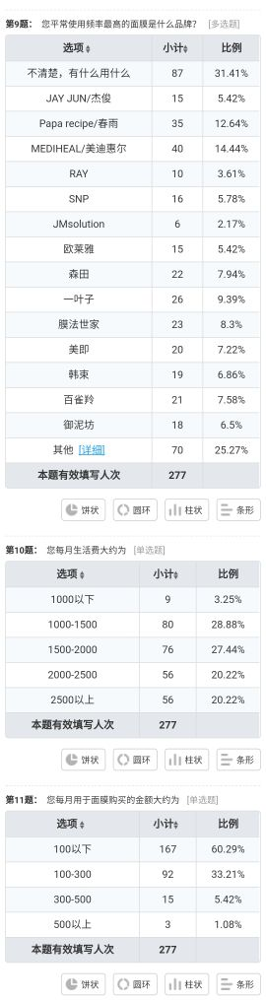 第9题： 您平常使用频率最高的面膜是什么品牌？ [多选题]
选项 小计 比例
不清楚，有什么用什么 87 31.41%
JAY JUN/杰俊 15 5.42%
Papa recipe/春雨 35 12.64%
MEDIHEAL/美迪惠尔 40 14.44%
RAY 10 3.61%
SNP 16 5.78%
JMsolution 6 2.17%
欧莱雅 15 5.42%
森田 22 7.94%
一叶子 26 9.39%
膜法世家 23 8.3%
美即 20 7.22%
韩束 19 6.86%
百雀羚 21 7.58%
御泥坊 18 6.5%
其他 [详细] 70 25.27%
本题有效填写人次 277
饼状 圆环 柱状 条形
第10题： 您每月生活费大约为 [单选题]
选项 小计 比例
1000以下 9 3.25%
1000-1500 80 28.88%
1500-2000 76 27.44%
2000-2500 56 20.22%
2500以上 56 20.22%
本题有效填写人次 277
饼状 圆环 柱状 条形
第11题： 您每月用于面膜购买的金额大约为 [单选题]
选项 小计 比例
100以下 167 60.29%
100-300 92 33.21%
300-500 15 5.42%
500以上 3 1.08%
本题有效填写人次 277
饼状 圆环 柱状 条形